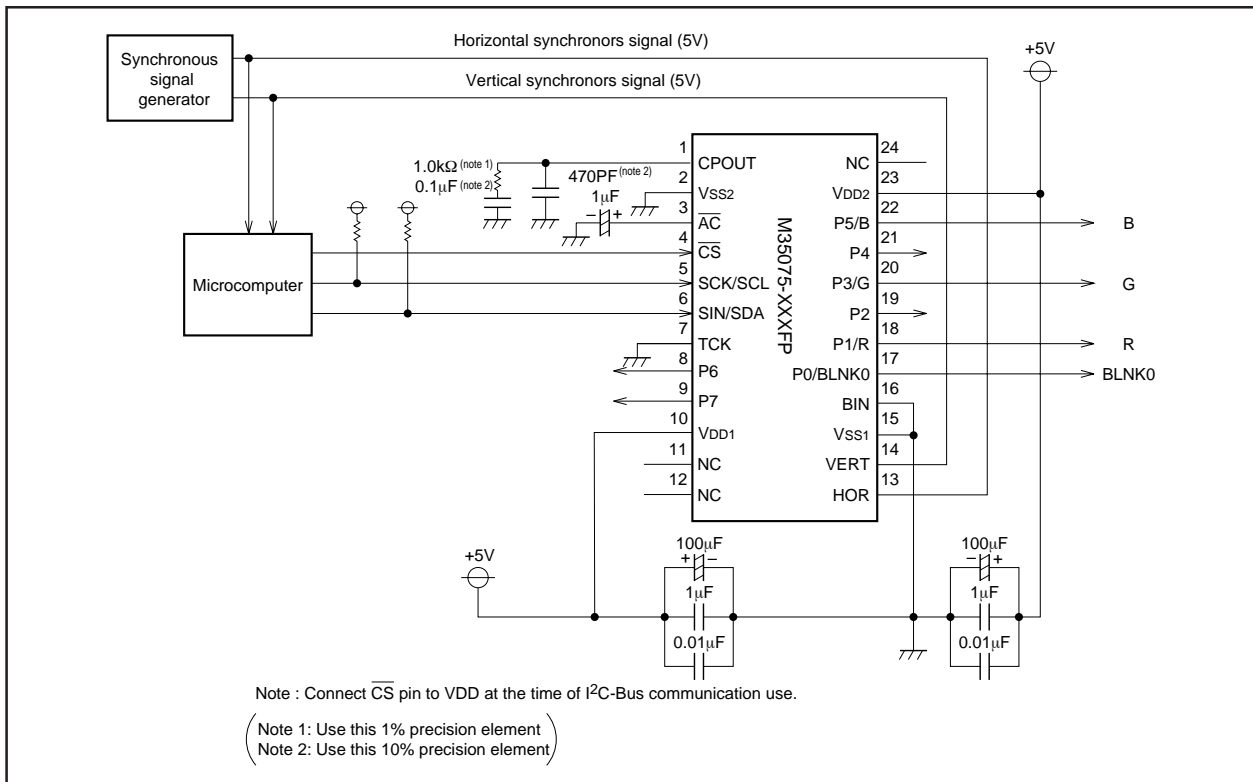 Horizontal synchronors signal (5V)
+5V
Synchronous
signal
generator
Vertical synchronors signal (5V)
1.0kΩ (note 1)
0.1μF (note 2)
470PF (note 2)
1μF
− +
Microcomputer
M35075-XXXFP
1 CPOUT
2 VSS2
3 AC
4 CS
5 SCK/SCL
6 SIN/SDA
7 TCK
8 P6
9 P7
10 VDD1
11 NC
12 NC
24 NC
23 VDD2
22 P5/B B
21 P4
20 P3/G G
19 P2
18 P1/R R
17 P0/BLNK0 BLNK0
16 BIN
15 VSS1
14 VERT
13 HOR
+5V
100μF
+ −
1μF
0.01μF
100μF
− +
1μF
0.01μF
Note : Connect CS pin to VDD at the time of I2C-Bus communication use.
Note 1: Use this 1% precision element
Note 2: Use this 10% precision element